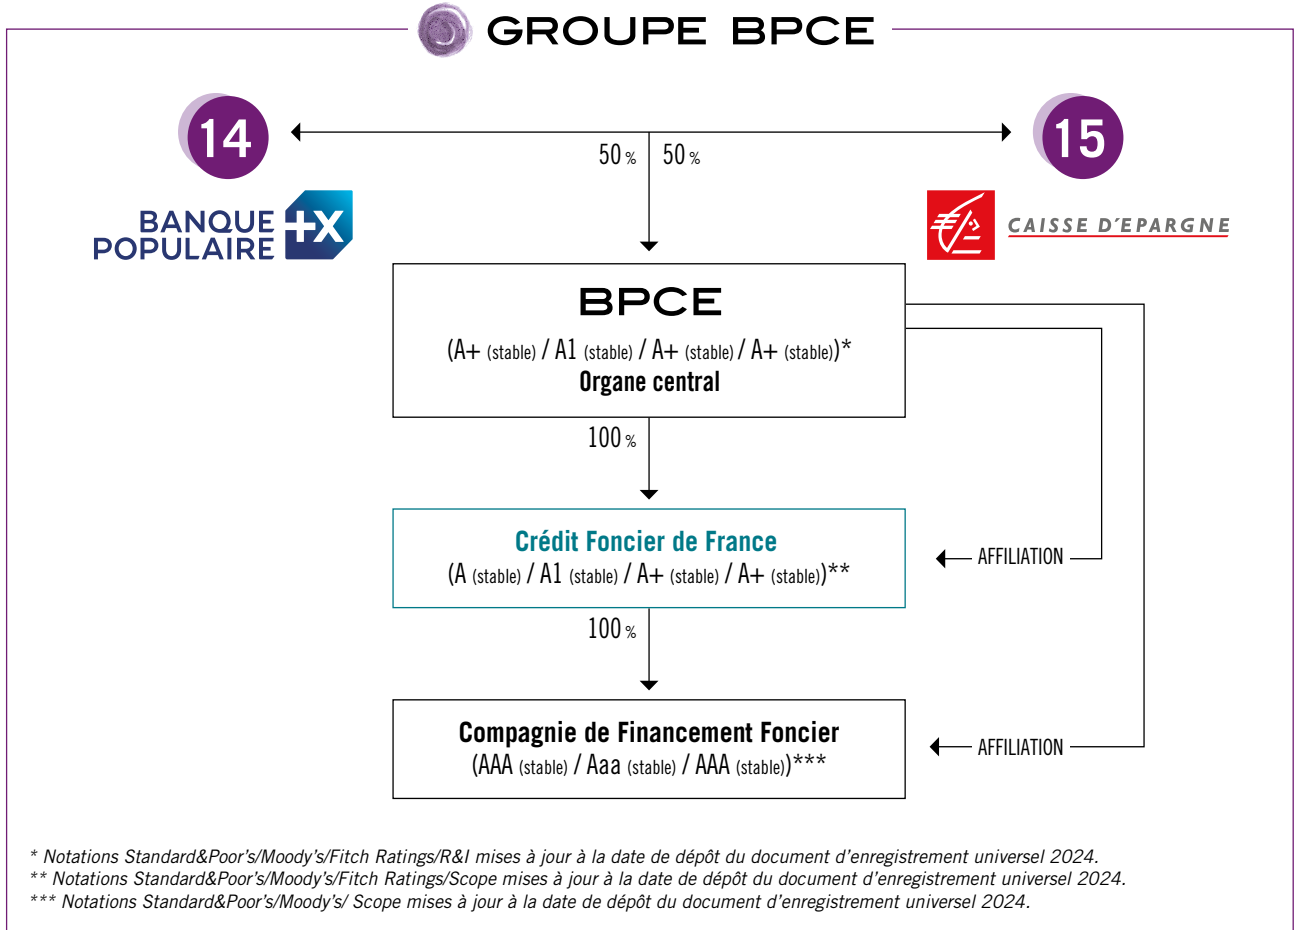 GROUPE BPCE
14
15
50 %
50 %
BANQUE
POPULAIRE
+X
CAISSE D'EPARGNE
BPCE
(A+ (stable) / A1 (stable) / A+ (stable) / A+ (stable))*
Organe central
100 %
Crédit Foncier de France
(A (stable) / A1 (stable) / A+ (stable) / A+ (stable))**
AFFILIATION
100 %
Compagnie de Financement Foncier
(AAA (stable) / Aaa (stable) / AAA (stable))***
AFFILIATION
* Notations Standard&Poor's/Moody's/Fitch Ratings/R&I mises à jour à la date de dépôt du document d'enregistrement universel 2024.
** Notations Standard&Poor's/Moody's/Fitch Ratings/Scope mises à jour à la date de dépôt du document d'enregistrement universel 2024.
*** Notations Standard&Poor's/Moody's/ Scope mises à jour à la date de dépôt du document d'enregistrement universel 2024.